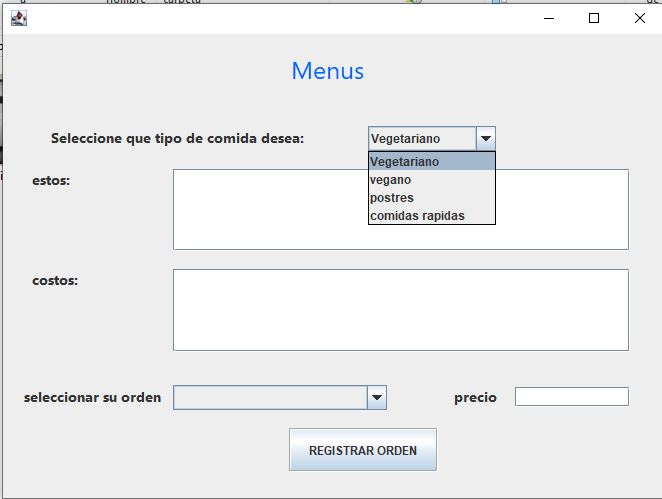 Menus
Seleccione que tipo de comida desea: Vegetariano
Vegetariano
vegano
postres
comidas rapidas
estos:
costos:
seleccionar su orden
precio
REGISTRAR ORDEN